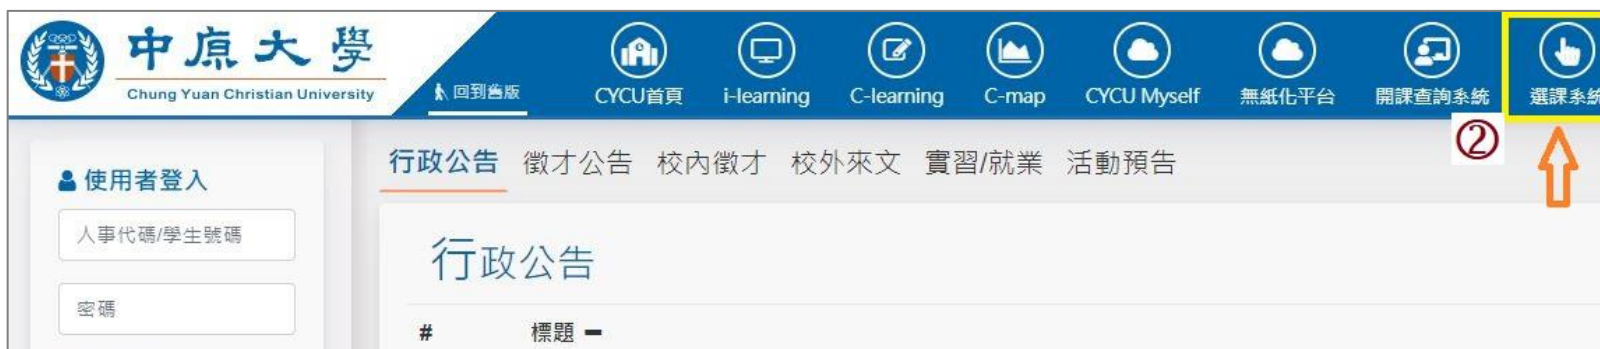 中原大學
Chung Yuan Christian University
回到舊版
CYCU首頁 i-learning C-learning C-map CYCU Myself 無紙化平台 開課查詢系統 選課系統
②
使用者登入
人事代碼/學生號碼
密碼
行政公告 徵才公告 校內徵才 校外來文 實習/就業 活動預告
行政公告
# 標題